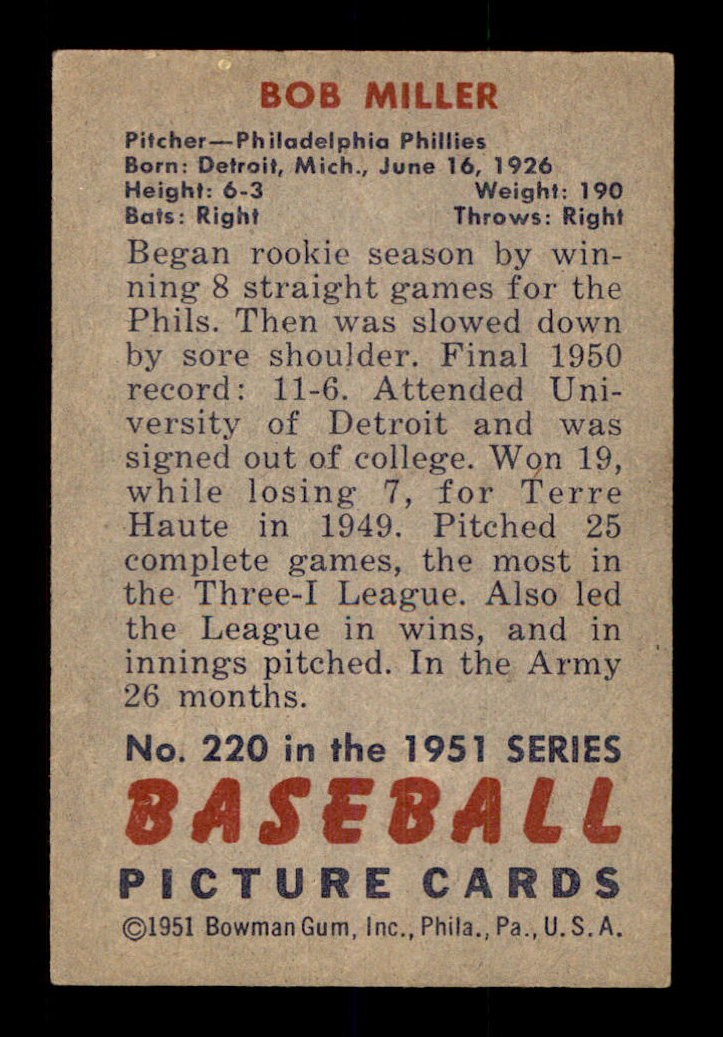 BOB MILLER
Pitcher—Philadelphia Phillies
Born: Detroit, Mich., June 16, 1926
Height: 6-3 Weight: 190
Bats: Right Throws: Right
Began rookie season by win-
ning 8 straight games for the
Phils. Then was slowed down
by sore shoulder. Final 1950
record: 11-6. Attended Uni-
versity of Detroit and was
signed out of college. Won 19,
while losing 7, for Terre
Haute in 1949. Pitched 25
complete games, the most in
the Three-I League. Also led
the League in wins, and in
innings pitched. In the Army
26 months.
No. 220 in the 1951 SERIES
BASEBALL
PICTURE CARDS
©1951 Bowman Gum, Inc., Phila., Pa., U.S.A.